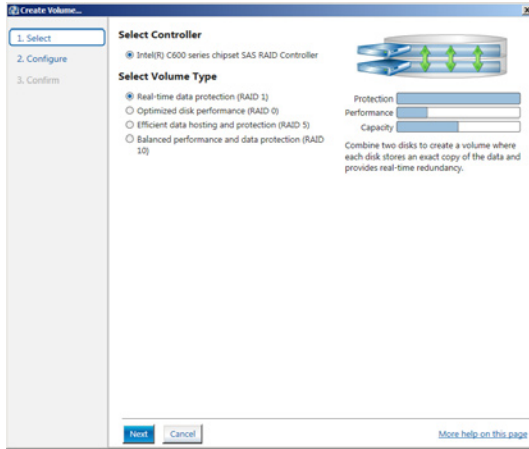 Create Volume...
1. Select
2. Configure
3. Confirm
Select Controller
Intel(R) C600 series chipset SAS RAID Controller
Select Volume Type
Real-time data protection (RAID 1)
Optimized disk performance (RAID 0)
Efficient data hosting and protection (RAID 5)
Balanced performance and data protection (RAID
10)
Protection
Performance
Capacity
Combine two disks to create a volume where
each disk stores an exact copy of the data and
provides real-time redundancy.
Next
Cancel
More help on this page